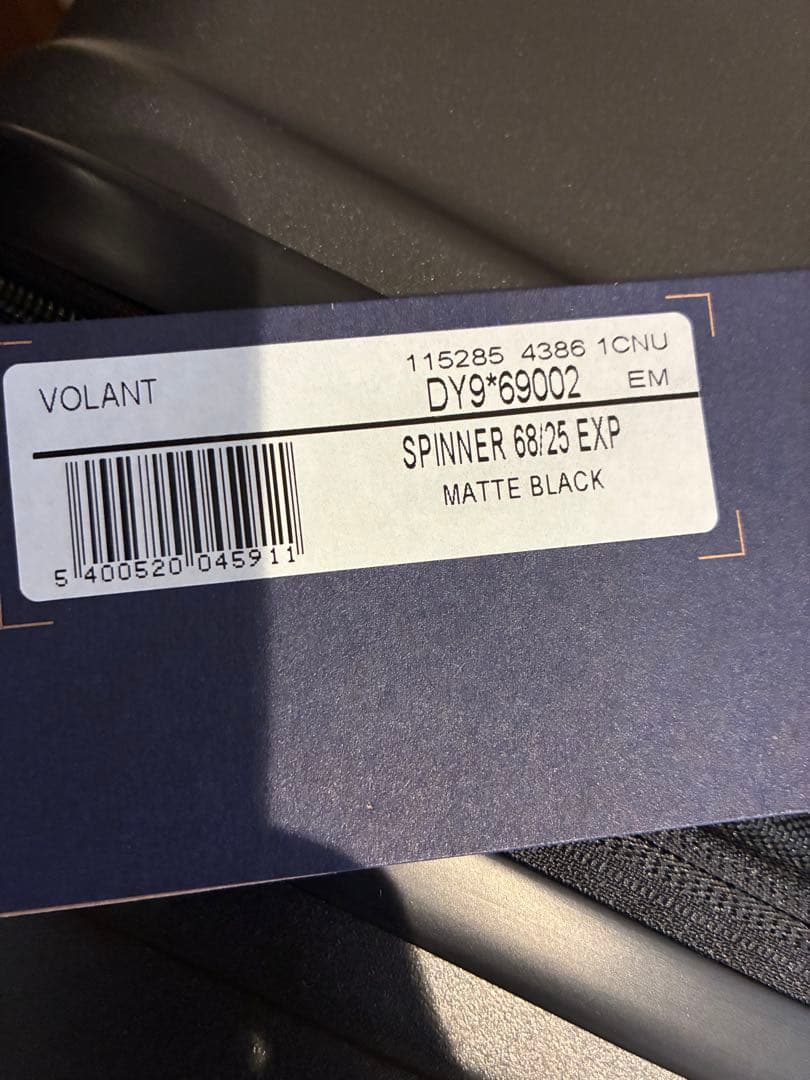 VOLANT
115285 4386 1CNU
DY9*69002 EM
SPINNER 68/25 EXP
MATTE BLACK
5 400520 045911